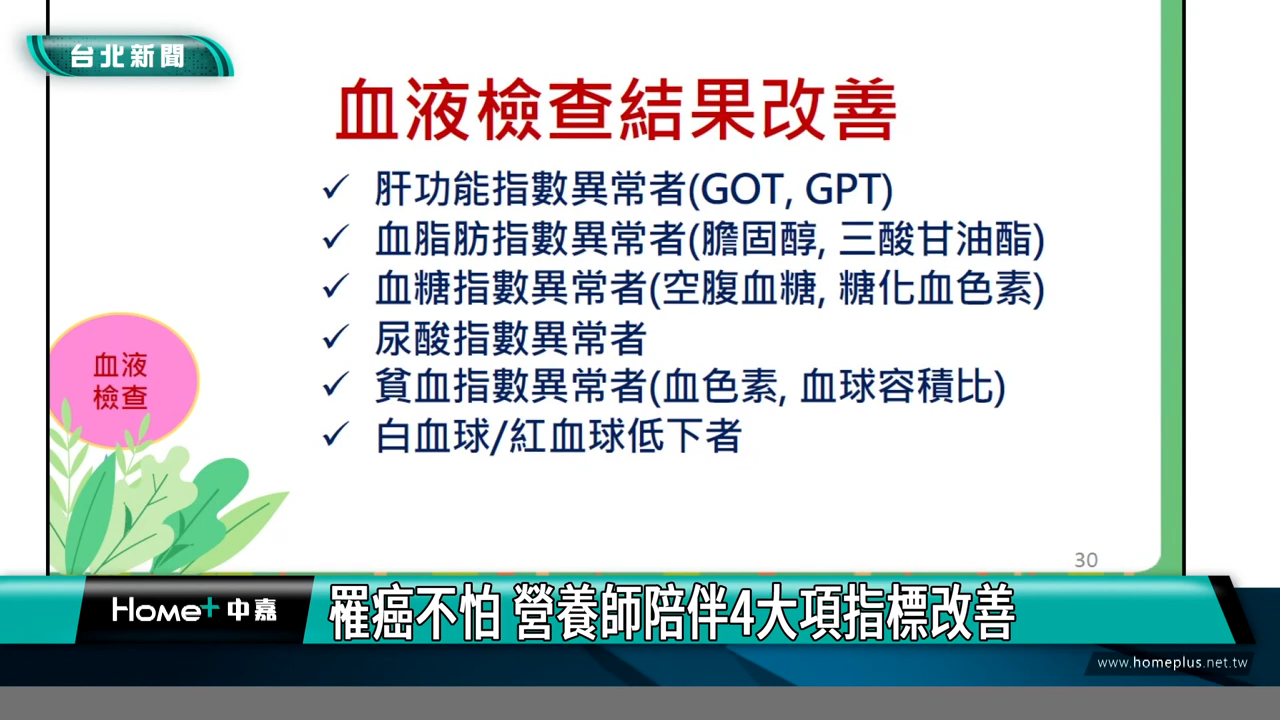 台北新聞
血液檢查結果改善
✓ 肝功能指數異常者(GOT, GPT)
✓ 血脂肪指數異常者(膽固醇, 三酸甘油酯)
✓ 血糖指數異常者(空腹血糖, 糖化血色素)
✓ 尿酸指數異常者
✓ 貧血指數異常者(血色素, 血球容積比)
✓ 白血球/紅血球低下者
血液
檢查
30
Home+中嘉
罹癌不怕 營養師陪伴4大項指標改善
www.homeplus.net.tw